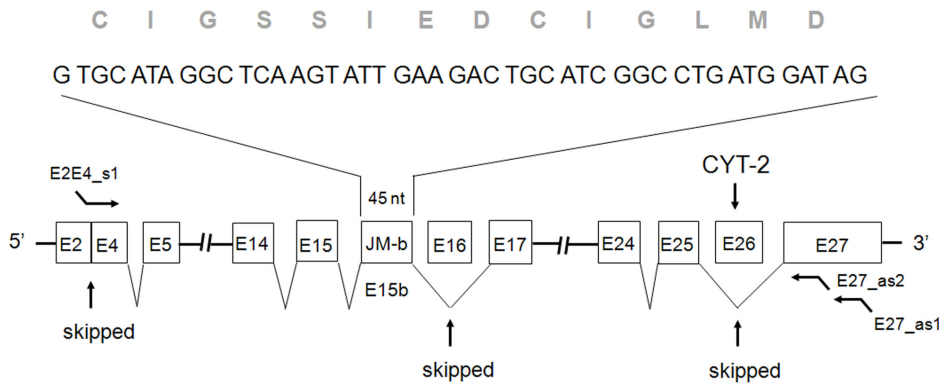 C I G S S I E D C I G L M D
G TGC ATA GGC TCA AGT ATT GAA GAC TGC ATC GGC CTG ATG GAT AG
E2E4_s1
45 nt
CYT-2
5’ E2 E4 E5 E14 E15 JM-b E16 E17 E24 E25 E26 E27 3’
E15b
E27_as2
E27_as1
skipped
skipped
skipped